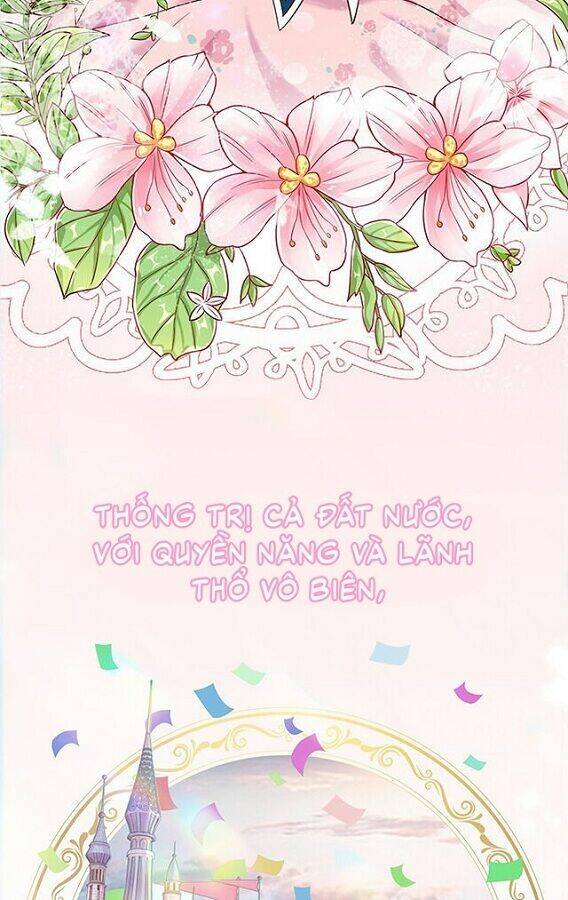 THỐNG TRỊ CẢ ĐẤT NƯỚC,
VỚI QUYỀN NĂNG VÀ LÃNH
THỔ VÔ BIÊN,